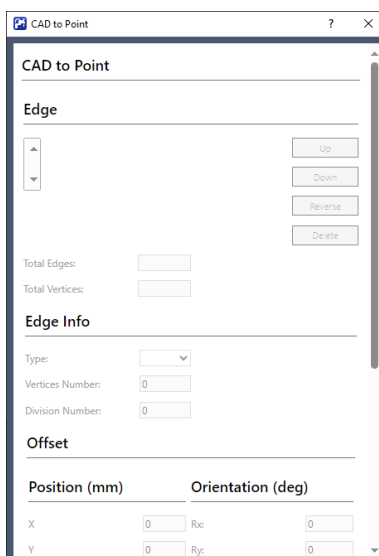 CAD to Point
?
CAD to Point
Edge
Up
Down
Reverse
Delete
Total Edges:
Total Vertices:
Edge Info
Type:
Vertices Number: 0
Division Number: 0
Offset
Position (mm) Orientation (deg)
X 0 Rx: 0
Y 0 Ry: 0